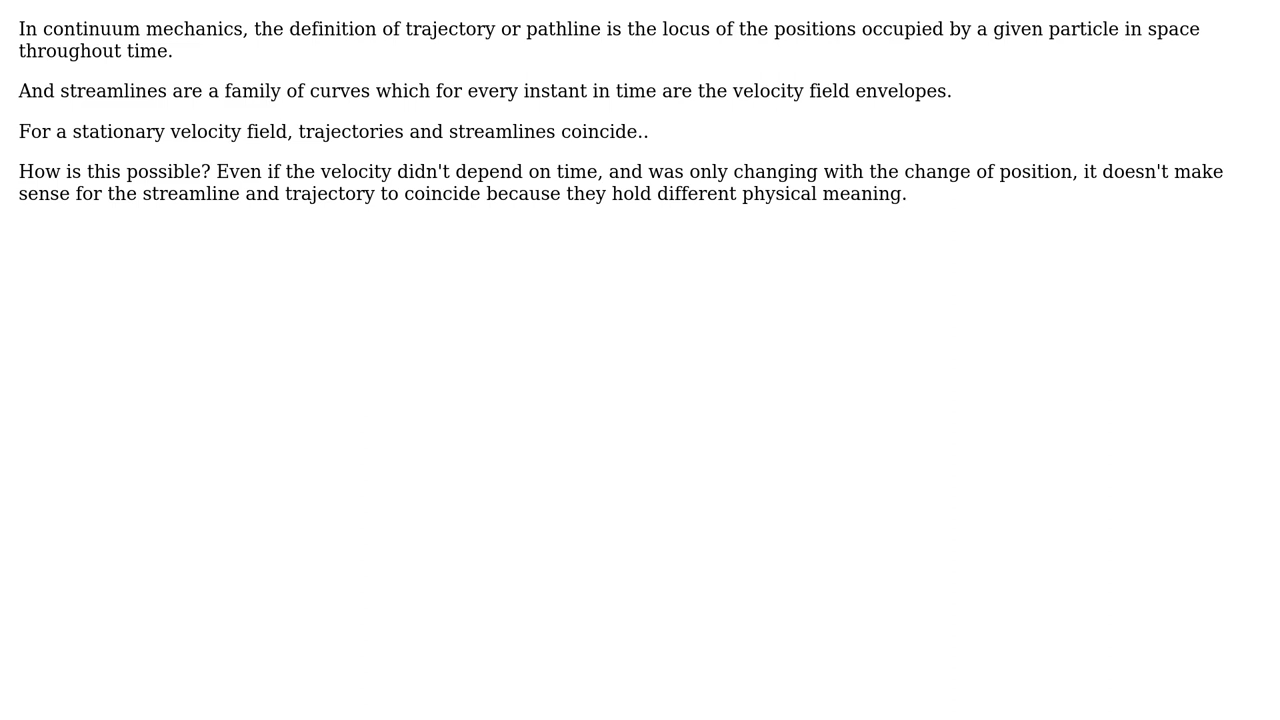 In continuum mechanics, the definition of trajectory or pathline is the locus of the positions occupied by a given particle in space
throughout time.
And streamlines are a family of curves which for every instant in time are the velocity field envelopes.
For a stationary velocity field, trajectories and streamlines coincide..
How is this possible? Even if the velocity didn't depend on time, and was only changing with the change of position, it doesn't make
sense for the streamline and trajectory to coincide because they hold different physical meaning.